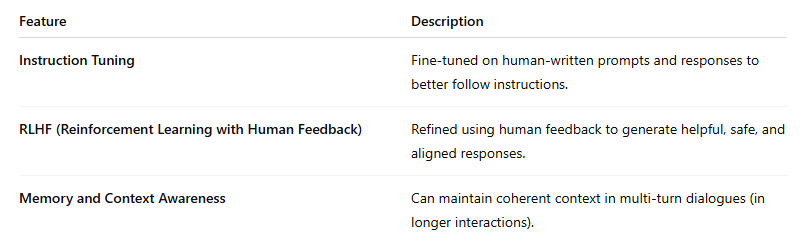 Feature Description
Instruction Tuning Fine-tuned on human-written prompts and responses to
better follow instructions.
RLHF (Reinforcement Learning with Human Feedback) Refined using human feedback to generate helpful, safe, and
aligned responses.
Memory and Context Awareness Can maintain coherent context in multi-turn dialogues (in
longer interactions).